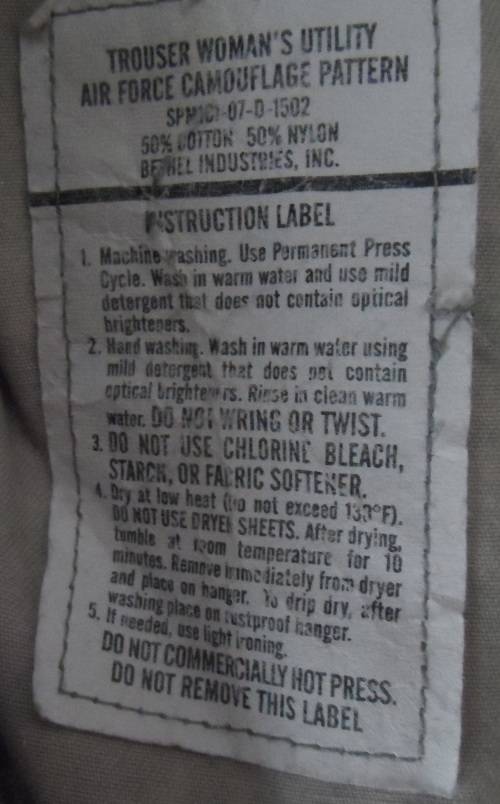 TROUSER WOMAN'S UTILITY
AIR FORCE CAMOUFLAGE PATTERN
SPM1C1-07-D-1502
50% COTTON 50% NYLON
BETHEL INDUSTRIES, INC.
INSTRUCTION LABEL
1. Machine washing. Use Permanent Press
Cycle. Wash in warm water and use mild
detergent that does not contain optical
brighteners.
2. Hand washing. Wash in warm water using
mild detergent that does not contain
optical brighteners. Rinse in clean warm
water. DO NOT WRING OR TWIST.
3. DO NOT USE CHLORINE BLEACH,
STARCH, OR FABRIC SOFTENER.
4. Dry at low heat (Do not exceed 130°F).
DO NOT USE DRYER SHEETS. After drying,
tumble at room temperature for 10
minutes. Remove immediately from dryer
and place on hanger. To drip dry, after
washing place on rustproof hanger.
5. If needed, use light ironing.
DO NOT COMMERCIALLY HOT PRESS.
DO NOT REMOVE THIS LABEL